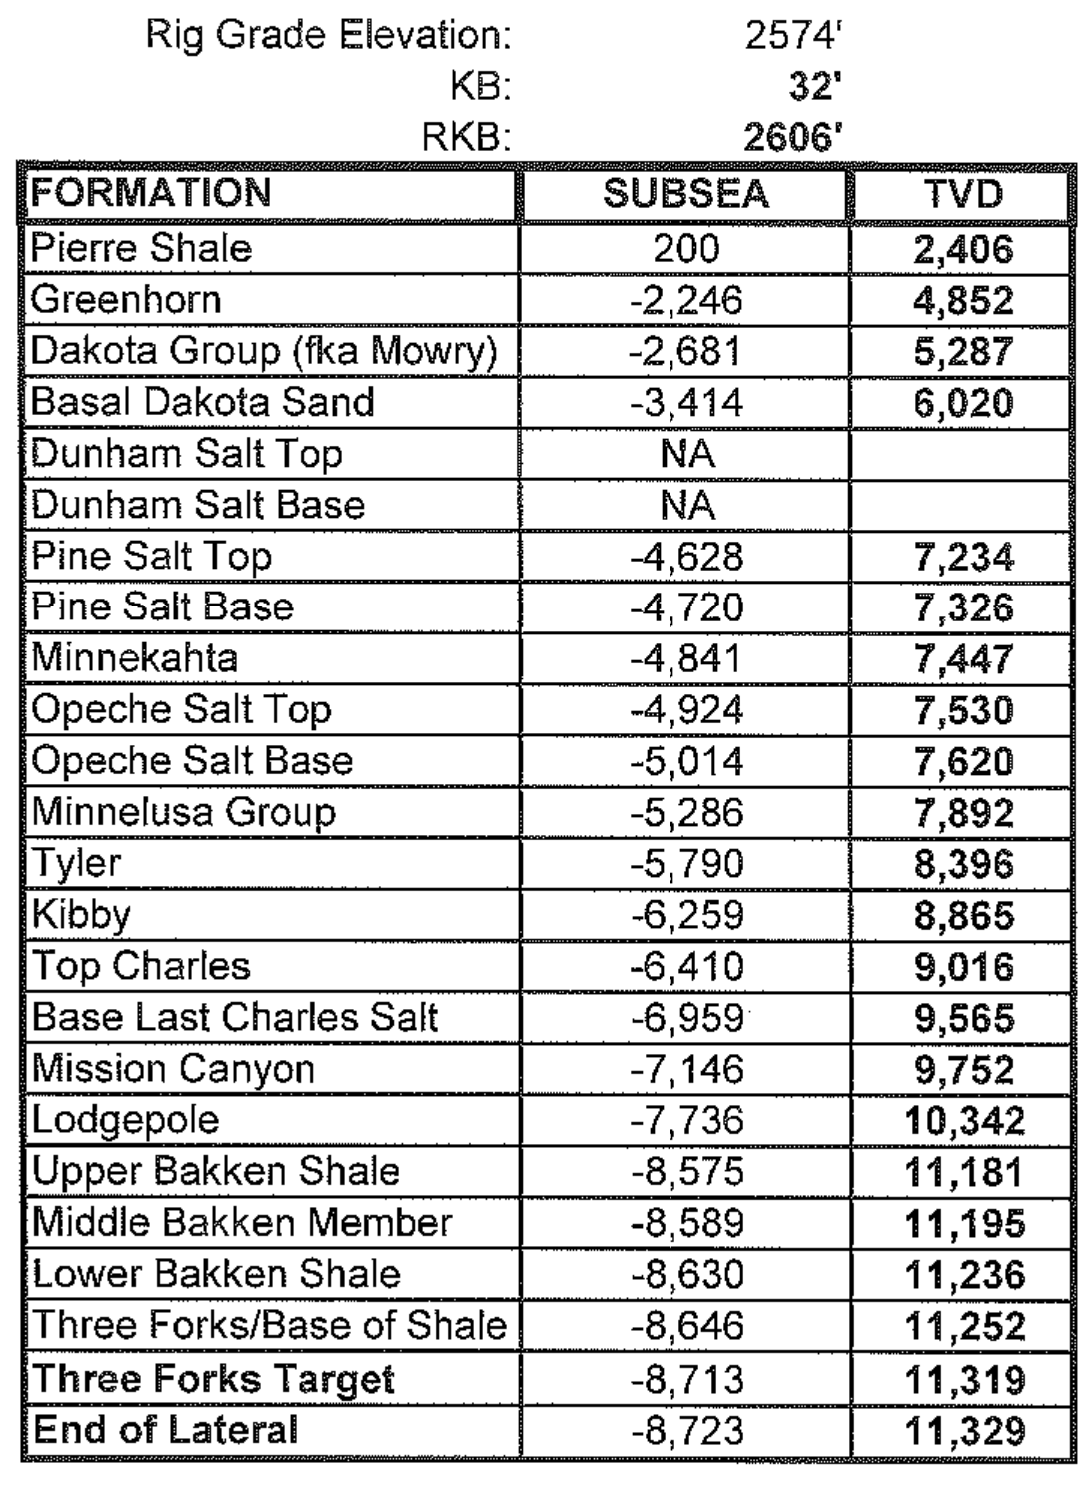 Rig Grade Elevation: 2574'
KB: 32'
RKB: 2606'
FORMATION SUBSEA TVD
Pierre Shale 200 2,406
Greenhorn -2,246 4,852
Dakota Group (fka Mowry) -2,681 5,287
Basal Dakota Sand -3,414 6,020
Dunham Salt Top NA
Dunham Salt Base NA
Pine Salt Top -4,628 7,234
Pine Salt Base -4,720 7,326
Minnekahta -4,841 7,447
Opeche Salt Top -4,924 7,530
Opeche Salt Base -5,014 7,620
Minnelusa Group -5,286 7,892
Tyler -5,790 8,396
Kibby -6,259 8,865
Top Charles -6,410 9,016
Base Last Charles Salt -6,959 9,565
Mission Canyon -7,146 9,752
Lodgepole -7,736 10,342
Upper Bakken Shale -8,575 11,181
Middle Bakken Member -8,589 11,195
Lower Bakken Shale -8,630 11,236
Three Forks/Base of Shale -8,646 11,252
Three Forks Target -8,713 11,319
End of Lateral -8,723 11,329